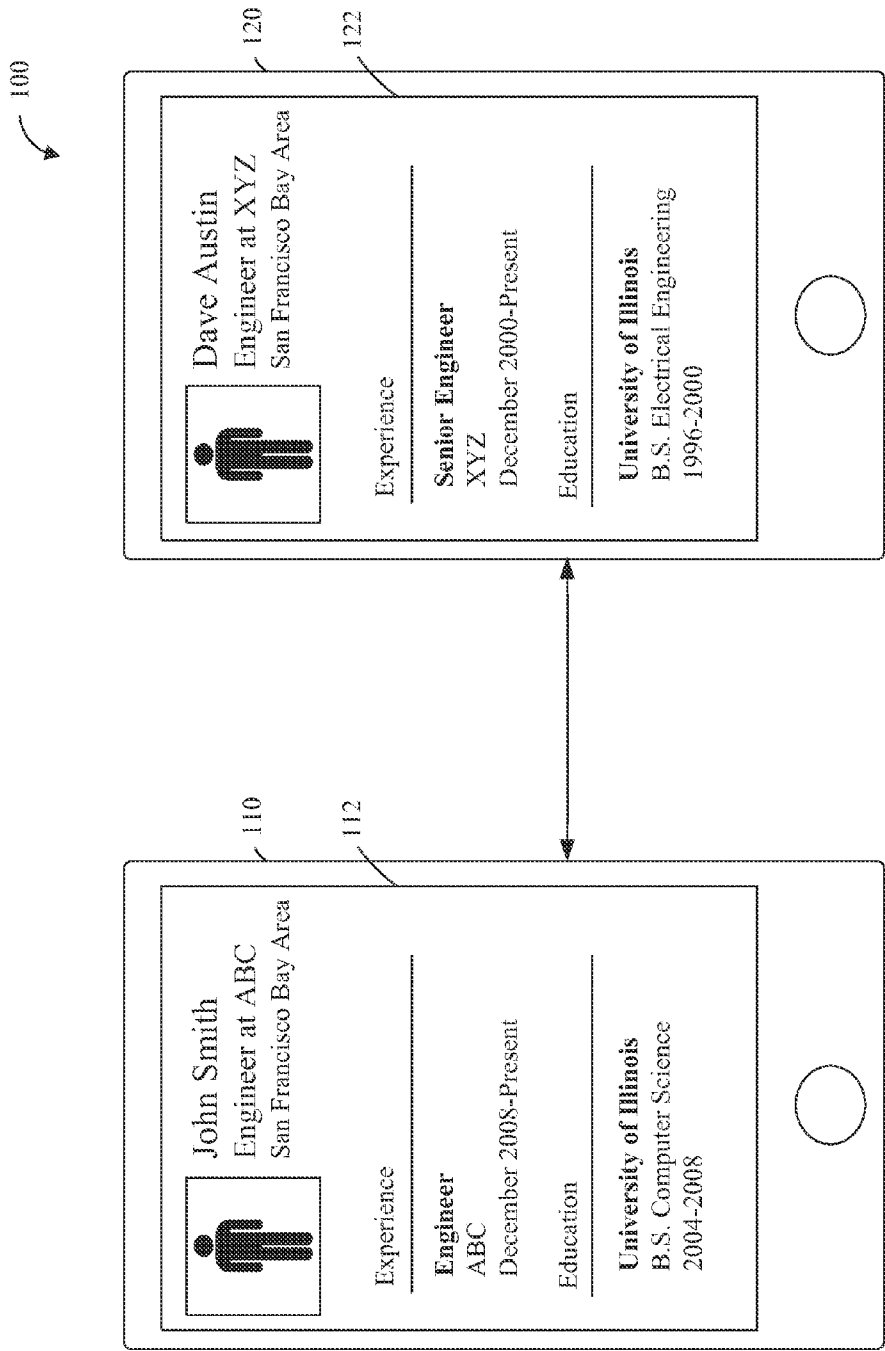 100
110
112
John Smith
Engineer at ABC
San Francisco Bay Area
Experience
Engineer
ABC
December 2008-Present
Education
University of Illinois
B.S. Computer Science
2004-2008
120
122
Dave Austin
Engineer at XYZ
San Francisco Bay Area
Experience
Senior Engineer
XYZ
December 2000-Present
Education
University of Illinois
B.S. Electrical Engineering
1996-2000